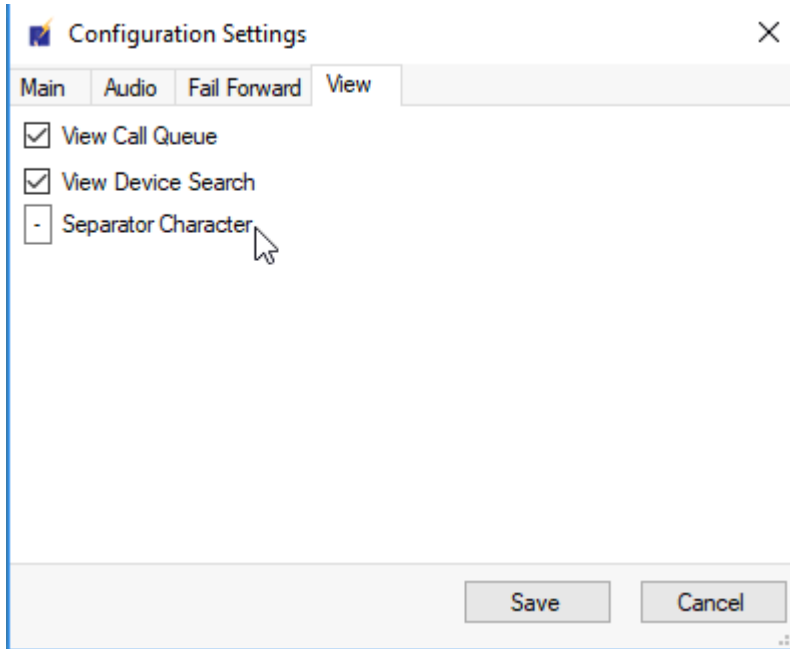 Configuration Settings
Main Audio Fail Forward View
View Call Queue
View Device Search
- Separator Character
Save Cancel